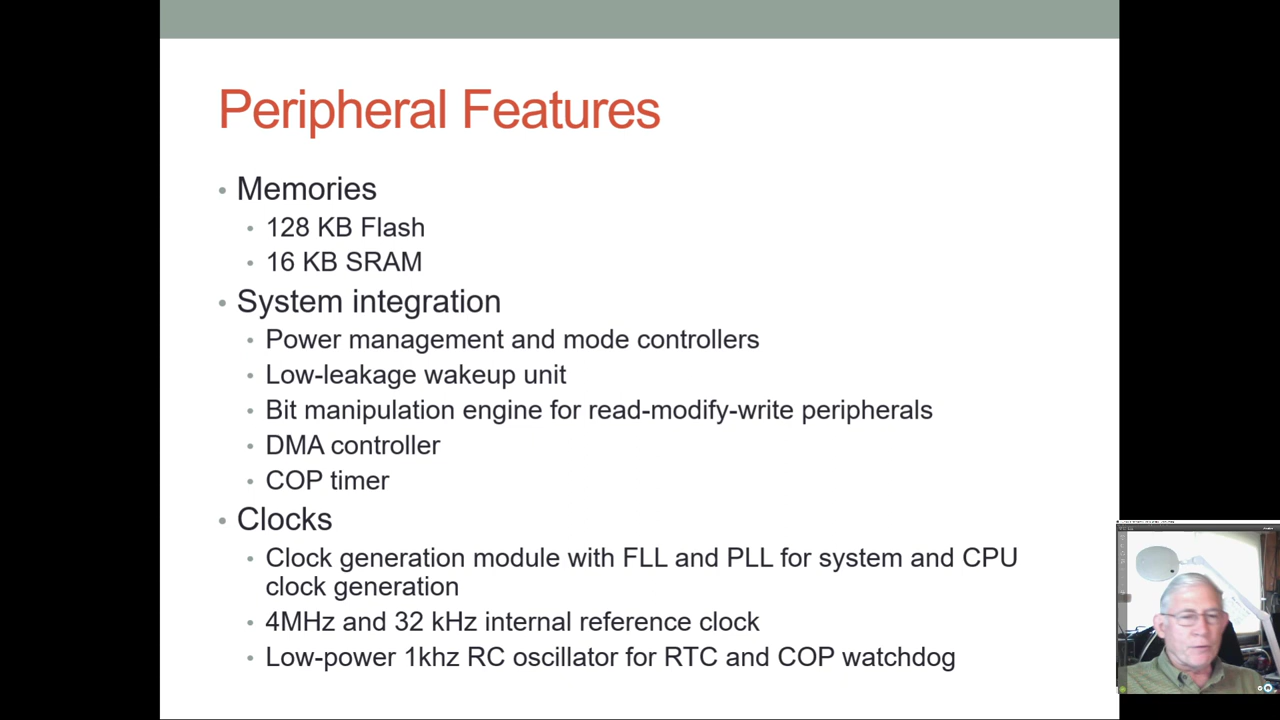 Peripheral Features
• Memories
• 128 KB Flash
• 16 KB SRAM
• System integration
• Power management and mode controllers
• Low-leakage wakeup unit
• Bit manipulation engine for read-modify-write peripherals
• DMA controller
• COP timer
• Clocks
• Clock generation module with FLL and PLL for system and CPU
clock generation
• 4MHz and 32 kHz internal reference clock
• Low-power 1khz RC oscillator for RTC and COP watchdog